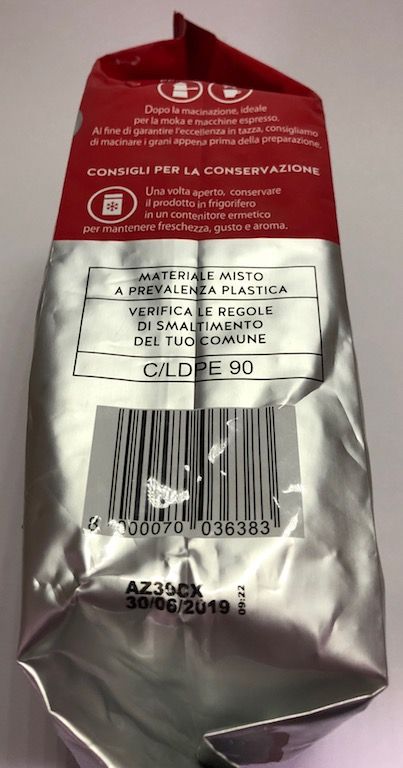 Dopo la macinazione, ideale
per la moka e macchine espresso.
Al fine di garantire l'eccellenza in tazza, consigliamo
di macinare i grani appena prima della preparazione.
CONSIGLI PER LA CONSERVAZIONE
Una volta aperto, conservare
il prodotto in frigorifero
in un contenitore ermetico
per mantenere freschezza, gusto e aroma.
MATERIALE MISTO
A PREVALENZA PLASTICA
VERIFICA LE REGOLE
DI SMALTIMENTO
DEL TUO COMUNE
C/LDPE 90
8 000070 036383
AZ39CX
30/06/2019 09:22